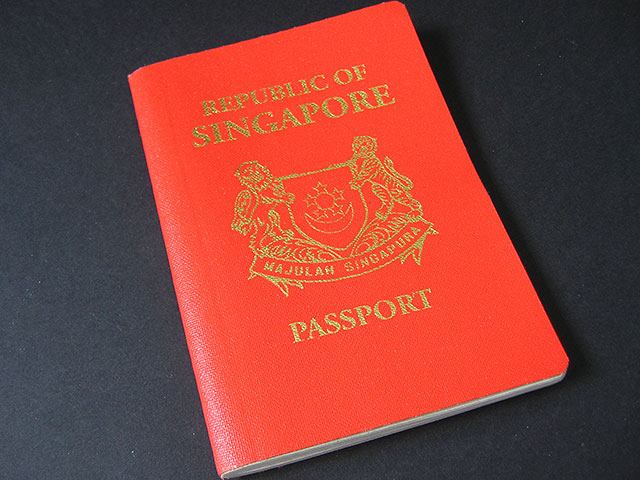 REPUBLIC OF
SINGAPORE
MAJULAH SINGAPURA
PASSPORT